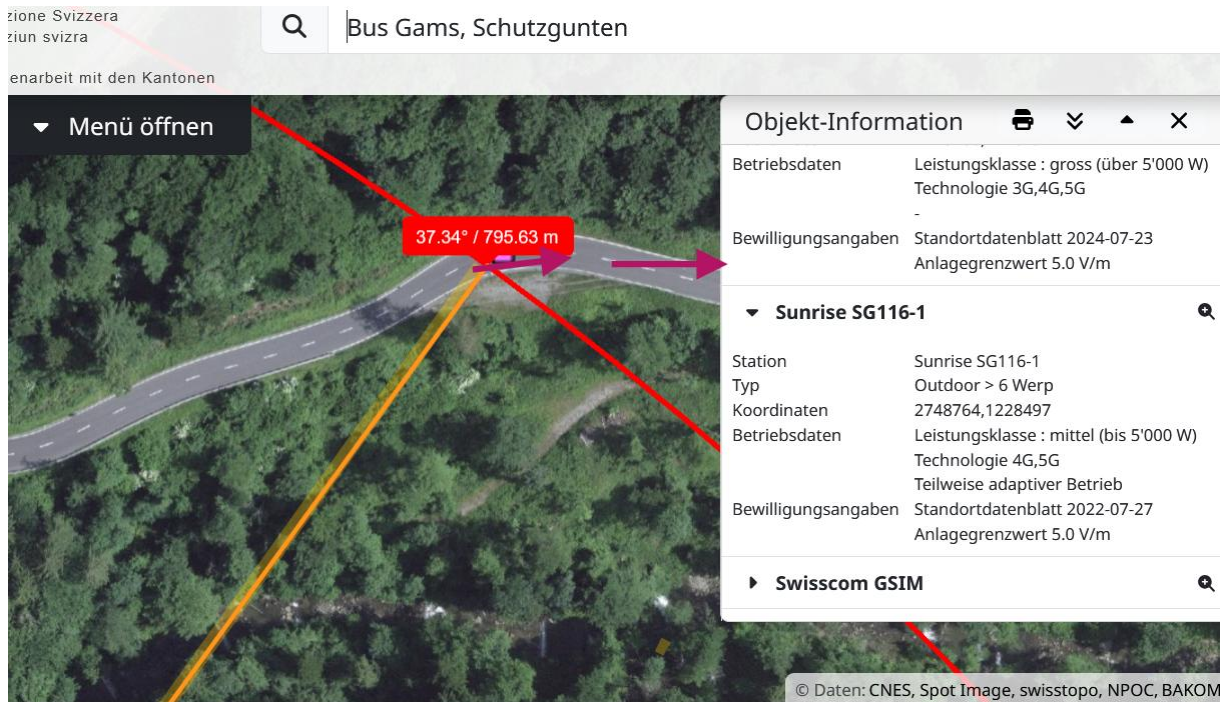 zione Svizzera
ziun svizra
enarbeit mit den Kantonen
Bus Gams, Schutzgunten
Menü öffnen
37.34° / 795.63 m
Objekt-Information
Betriebsdaten Leistungsklasse : gross (über 5'000 W)
Technologie 3G,4G,5G
-
Bewilligungsangaben Standortdatenblatt 2024-07-23
Anlagegrenzwert 5.0 V/m
Sunrise SG116-1
Station Sunrise SG116-1
Typ Outdoor > 6 Werp
Koordinaten 2748764,1228497
Betriebsdaten Leistungsklasse : mittel (bis 5'000 W)
Technologie 4G,5G
Teilweise adaptiver Betrieb
Bewilligungsangaben Standortdatenblatt 2022-07-27
Anlagegrenzwert 5.0 V/m
Swisscom GSIM
© Daten: CNES, Spot Image, swisstopo, NPOC, BAKOM